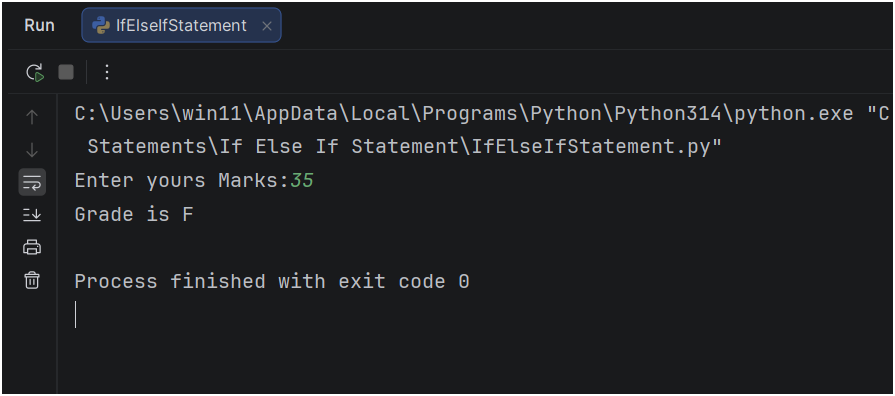 Run IfElseIfStatement
C:\Users\win11\AppData\Local\Programs\Python\Python314\python.exe "C
Statements\If Else If Statement\IfElseIfStatement.py"
Enter yours Marks:35
Grade is F
Process finished with exit code 0